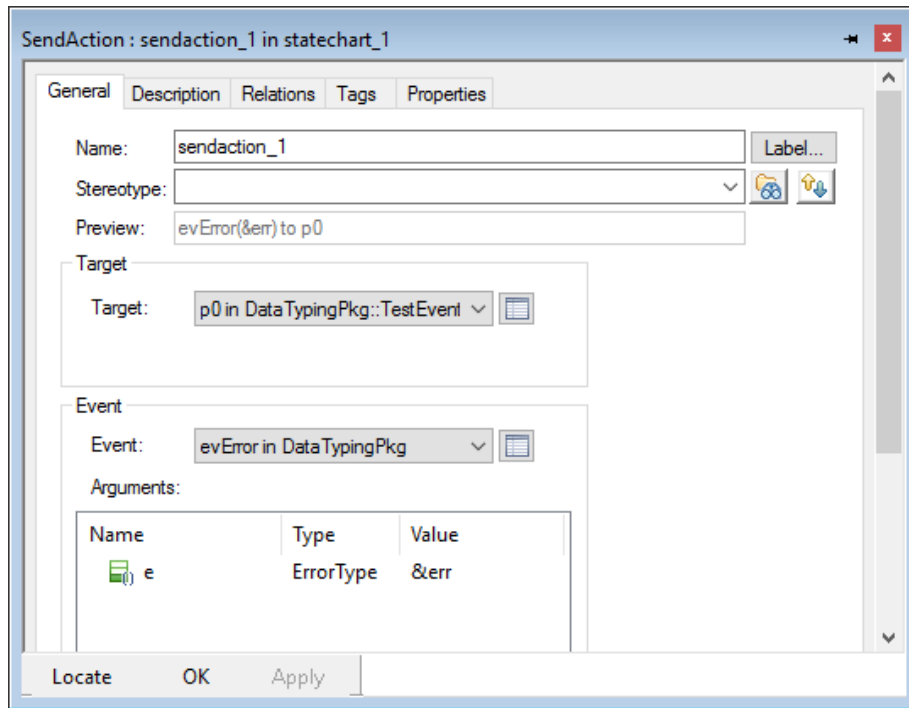 SendAction : sendaction_1 in statechart_1
General Description Relations Tags Properties
Name: sendaction_1 Label...
Stereotype:
Preview: evError(&err) to p0
Target
Target: p0 in DataTypingPkg::TestEvent
Event
Event: evError in DataTypingPkg
Arguments:
Name Type Value
e ErrorType &err
Locate OK Apply